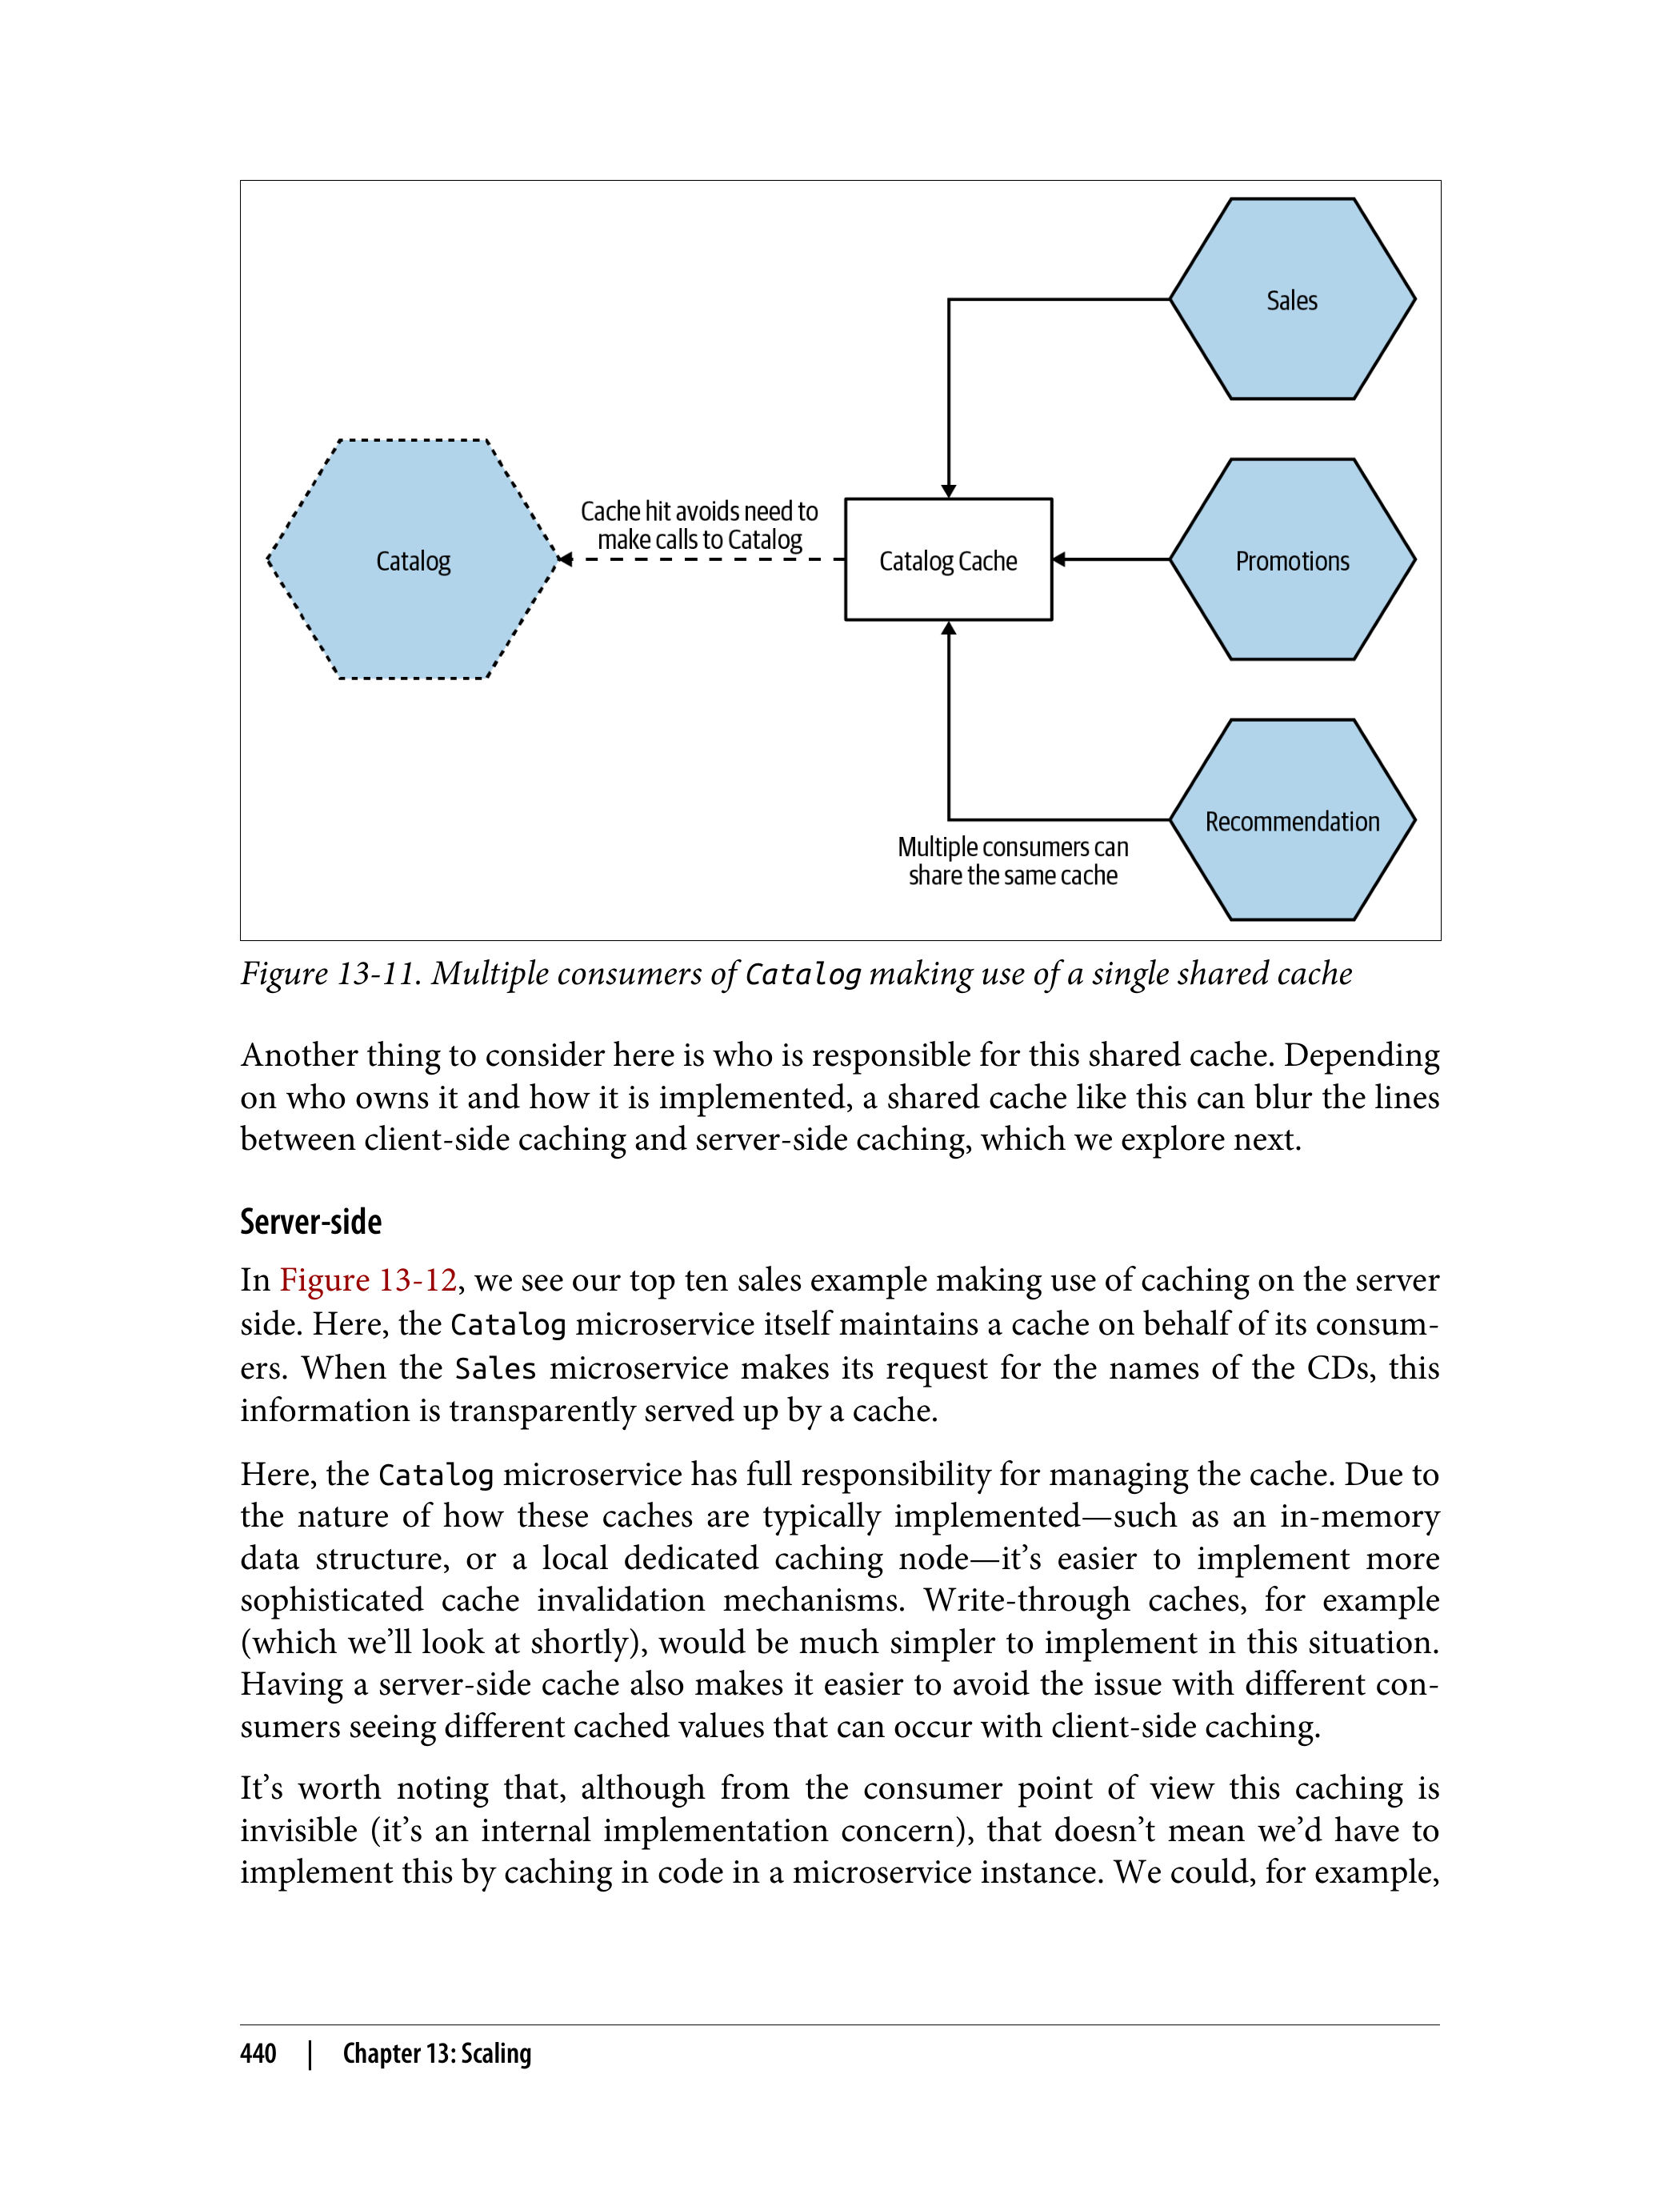 Sales
Cache hit avoids need to
make calls to Catalog
Catalog
Catalog Cache
Promotions
Recommendation
Multiple consumers can
share the same cache
Figure 13-11. Multiple consumers of Catalog making use of a single shared cache
Another thing to consider here is who is responsible for this shared cache. Depending
on who owns it and how it is implemented, a shared cache like this can blur the lines
between client-side caching and server-side caching, which we explore next.
Server-side
In Figure 13-12, we see our top ten sales example making use of caching on the server
side. Here, the Catalog microservice itself maintains a cache on behalf of its consum-
ers. When the Sales microservice makes its request for the names of the CDs, this
information is transparently served up by a cache.
Here, the Catalog microservice has full responsibility for managing the cache. Due to
the nature of how these caches are typically implemented—such as an in-memory
data structure, or a local dedicated caching node—it’s easier to implement more
sophisticated cache invalidation mechanisms. Write-through caches, for example
(which we’ll look at shortly), would be much simpler to implement in this situation.
Having a server-side cache also makes it easier to avoid the issue with different con-
sumers seeing different cached values that can occur with client-side caching.
It’s worth noting that, although from the consumer point of view this caching is
invisible (it’s an internal implementation concern), that doesn’t mean we’d have to
implement this by caching in code in a microservice instance. We could, for example,
440 | Chapter 13: Scaling